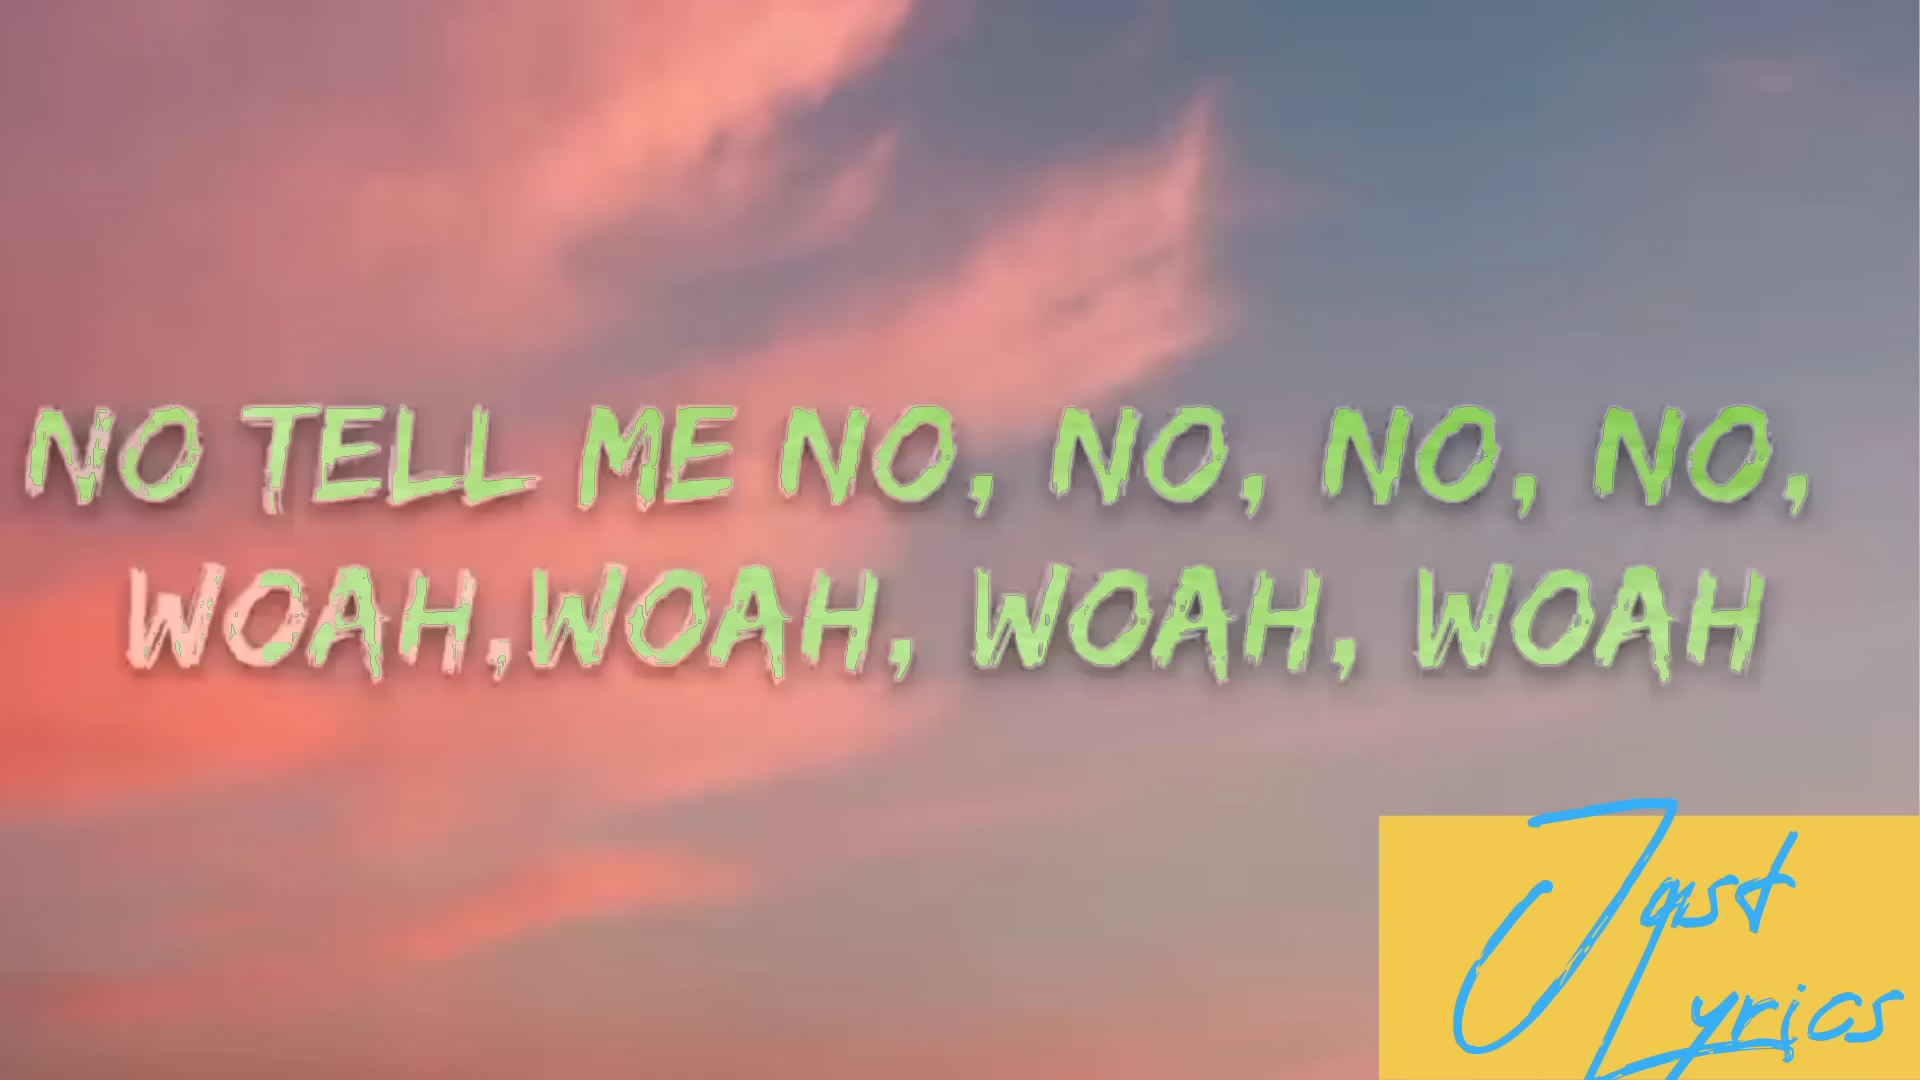 NO TELL ME NO, NO, NO, NO,
WOAH,WOAH, WOAH, WOAH
Just
Lyrics